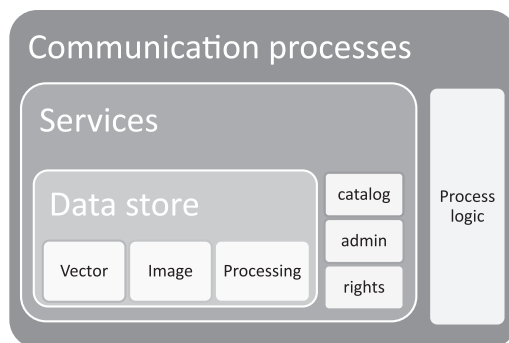 Communication processes
Services
Data store
Vector
Image
Processing
catalog
admin
rights
Process
logic